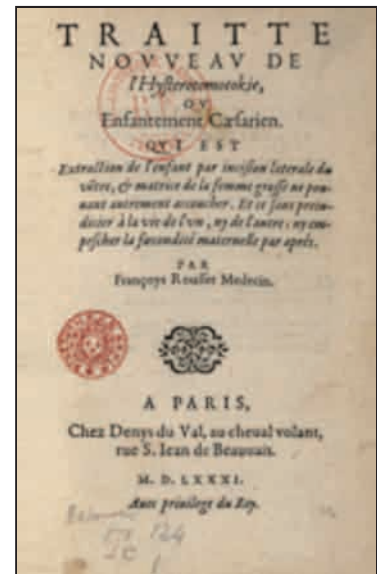 TRAITTE
NOVVEAV DE
l'Hysterotomotokie,
OV
Enfantement Cæsarien.
QVI EST
Extraction de l'enfant par incision laterale du
vẽtre, & matrice de la femme grosse ne pou-
uant autrement accoucher. Et ce sans preiu-
dicier à la vie de l'vn, ny de l'autre; ny em-
pescher la fœcondité maternelle par aprés.
PAR
Françoys Rousset Medecin.
A PARIS,
Chez Denys du Val, au cheual volant,
rue S. Iean de Beauuais.
M. D. LXXXI.
Auec priuilege du Roy.